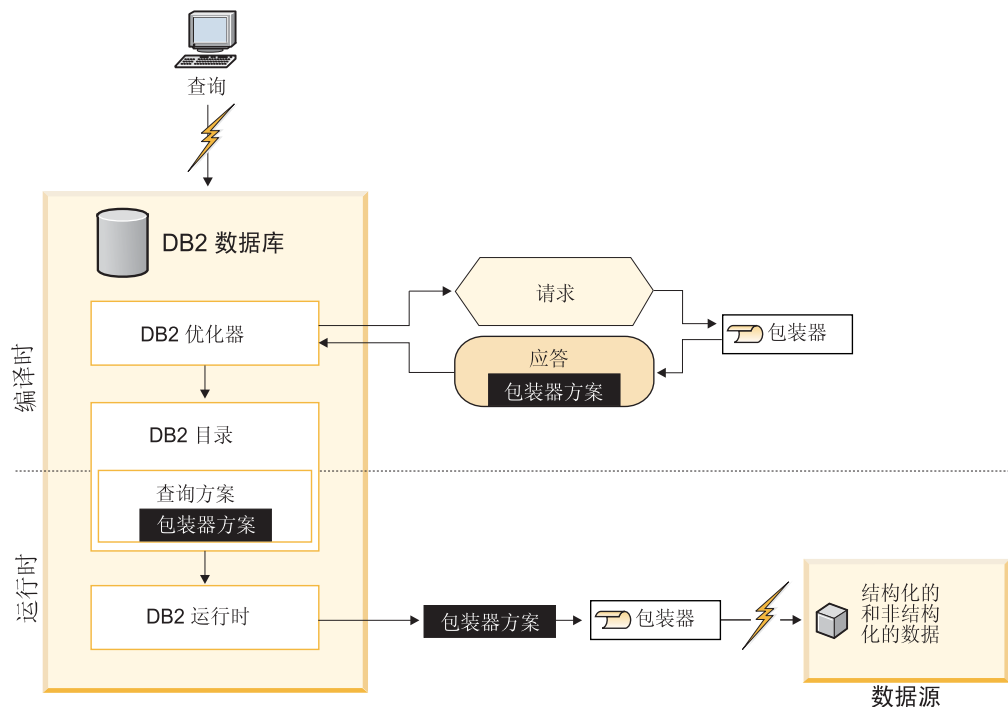 查询
DB2 数据库
请求
DB2 优化器
包装器
应答
包装器方案
编译时
DB2 目录
查询方案
包装器方案
运行时
DB2 运行时
包装器方案
包装器
结构化的
和非结构
化的数据
数据源